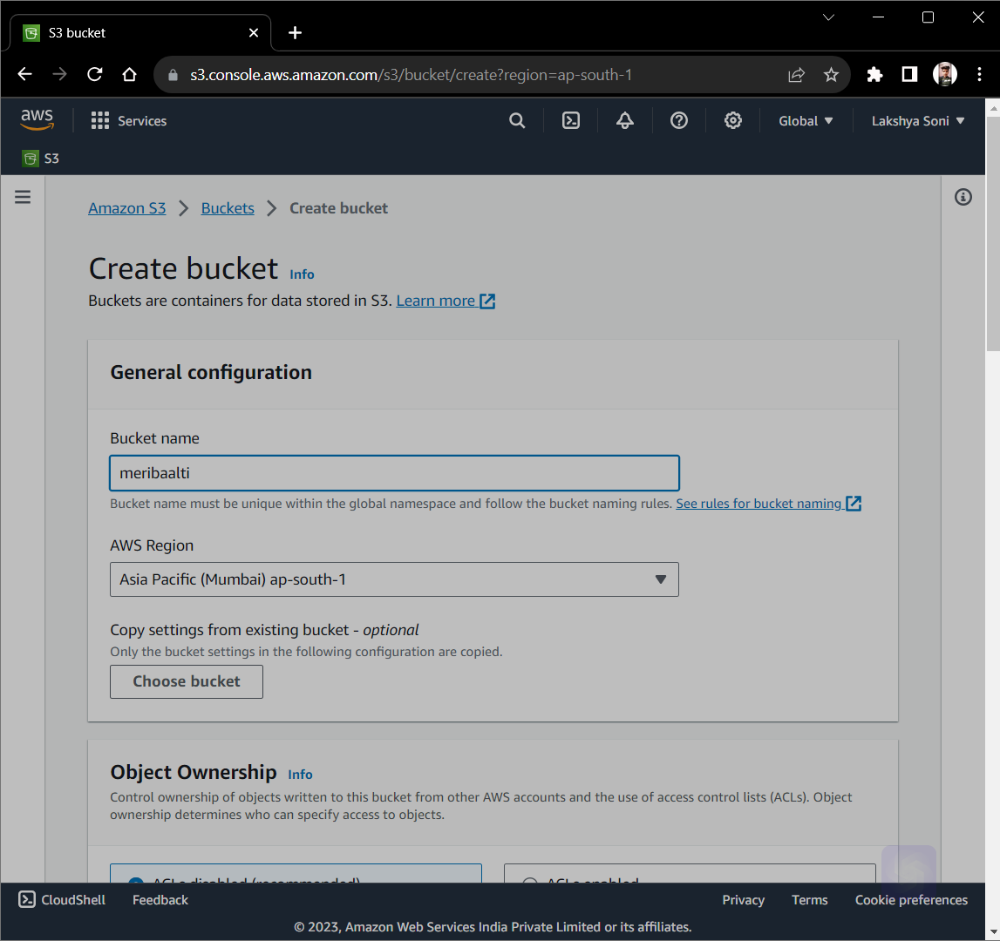 S3 bucket
s3.console.aws.amazon.com/s3/bucket/create?region=ap-south-1
aws Services Global Lakshya Soni
S3
Amazon S3 Buckets Create bucket
Create bucket Info
Buckets are containers for data stored in S3. Learn more
General configuration
Bucket name
meribaalti
Bucket name must be unique within the global namespace and follow the bucket naming rules. See rules for bucket naming
AWS Region
Asia Pacific (Mumbai) ap-south-1
Copy settings from existing bucket - optional
Only the bucket settings in the following configuration are copied.
Choose bucket
Object Ownership Info
Control ownership of objects written to this bucket from other AWS accounts and the use of access control lists (ACLs). Object
ownership determines who can specify access to objects.
ACLs disabled (recommended) ACLs enabled
CloudShell Feedback Privacy Terms Cookie preferences
© 2023, Amazon Web Services India Private Limited or its affiliates.